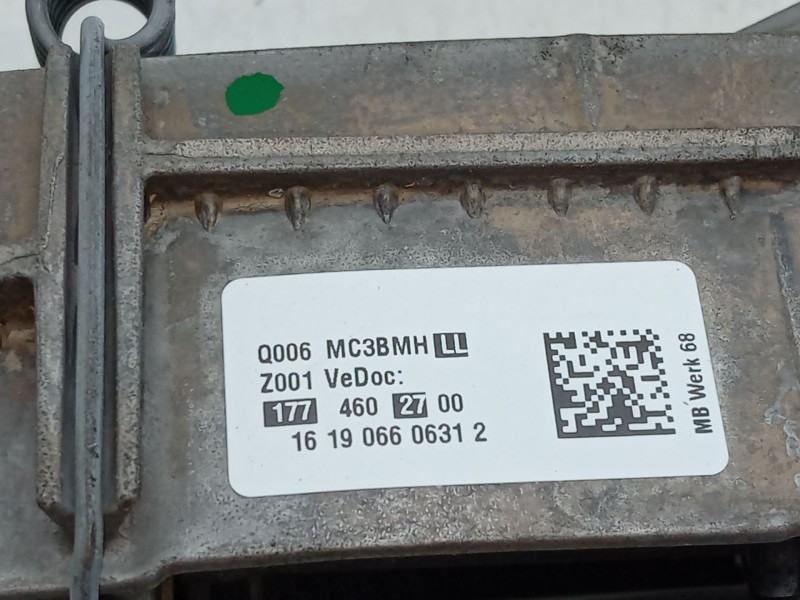 Q006 MC3BMH LL
Z001 VeDoc:
177 460 27 00
16 19 066 0631 2
MB'Werk 68